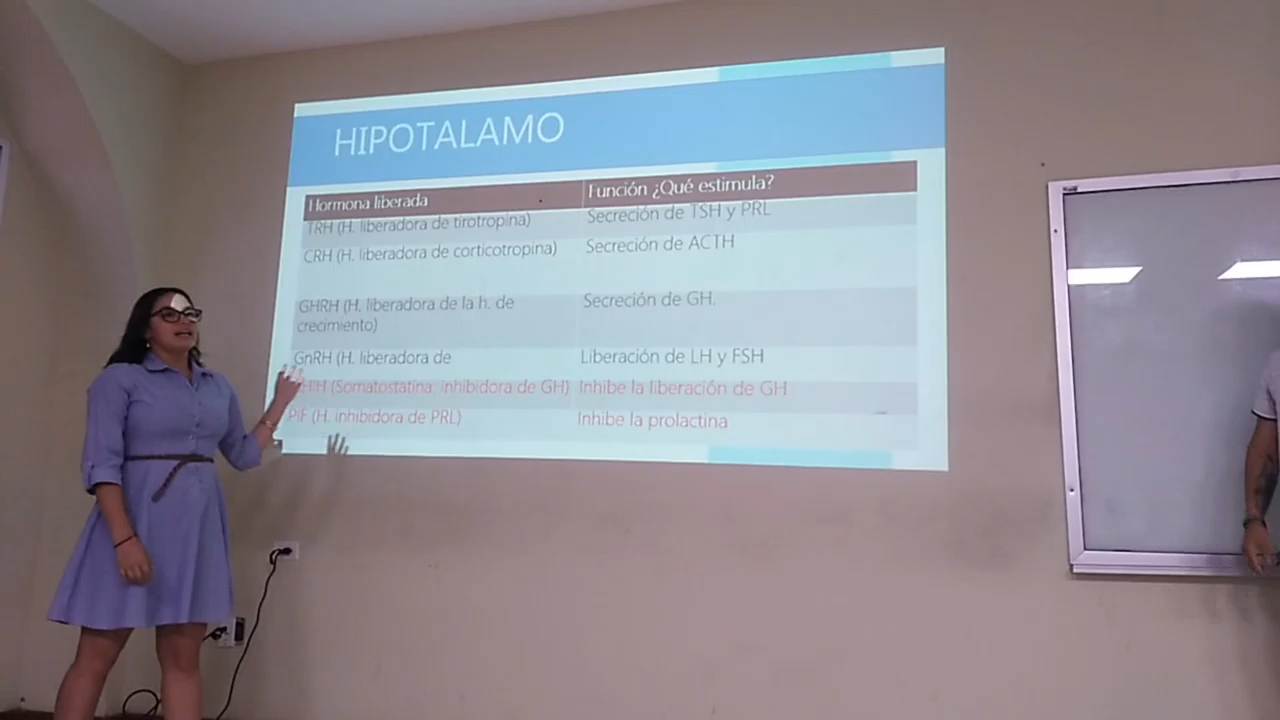 HIPOTALAMO
Hormona liberada Función ¿Qué estimula?
TRH (H. liberadora de tirotropina) Secreción de TSH y PRL
CRH (H. liberadora de corticotropina) Secreción de ACTH
GHRH (H. liberadora de la h. de
crecimiento) Secreción de GH.
GnRH (H. liberadora de Liberación de LH y FSH
(Somatostatina: inhibidora de GH) Inhibe la liberación de GH
PIF (H. inhibidora de PRL) Inhibe la prolactina